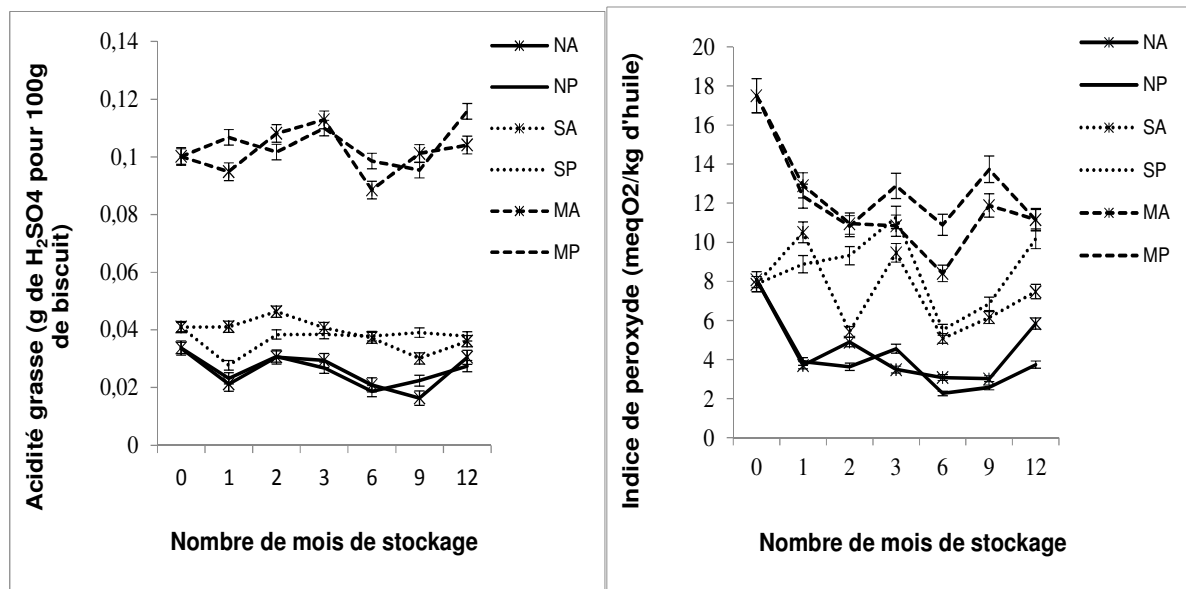 Acidité grasse (g de H₂SO4 pour 100g
de biscuit)
0,14
0,12
0,1
0,08
0,06
0,04
0,02
0
0 1 2 3 6 9 12
Nombre de mois de stockage
NA
NP
SA
SP
MA
MP
Indice de peroxyde (meqO2/kg d'huile)
20
18
16
14
12
10
8
6
4
2
0
0 1 2 3 6 9 12
Nombre de mois de stockage
NA
NP
SA
SP
MA
MP